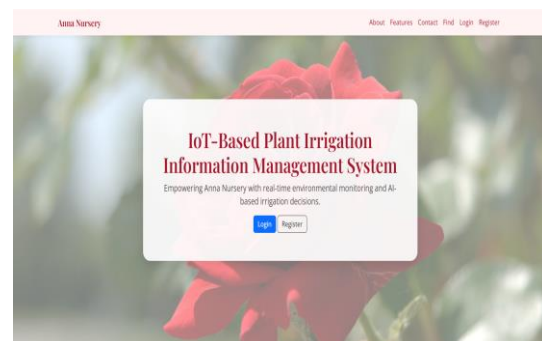 Anna Nursery
About Features Contact Find Login Register
IoT-Based Plant Irrigation
Information Management System
Empowering Anna Nursery with real-time environmental monitoring and AI-
based irrigation decisions.
Login Register